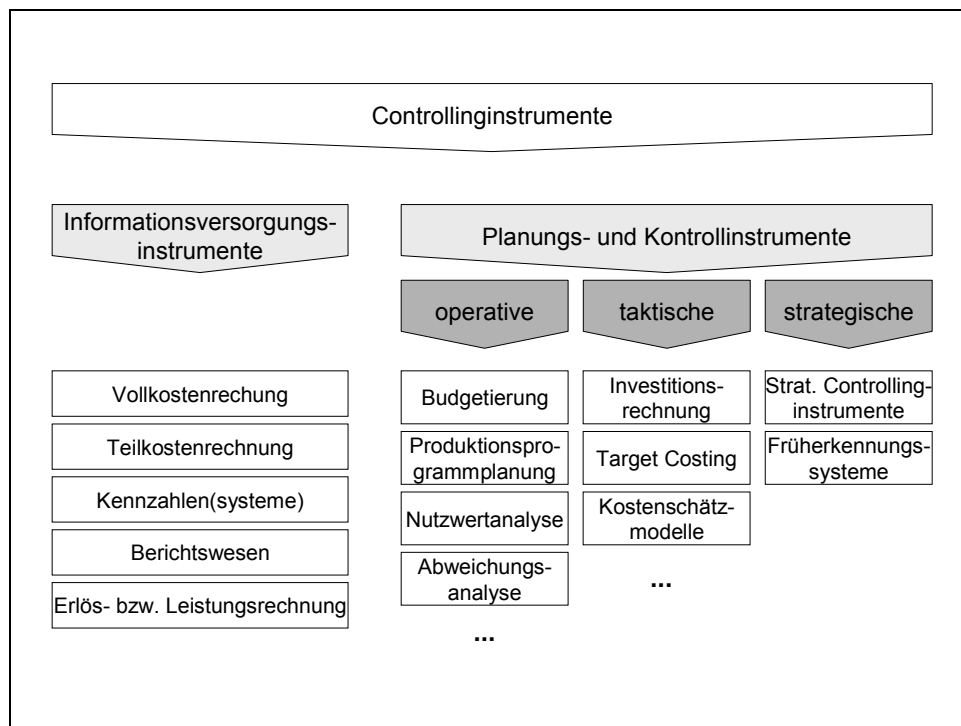 Controllinginstrumente
Informationsversorgungs-
instrumente
Planungs- und Kontrollinstrumente
operative
taktische
strategische
Vollkostenrechung
Teilkostenrechnung
Kennzahlen(systeme)
Berichtswesen
Erlös- bzw. Leistungsrechnung
Budgetierung
Produktionspro-
grammplanung
Nutzwertanalyse
Abweichungs-
analyse
...
Investitions-
rechnung
Target Costing
Kostenschätz-
modelle
...
Strat. Controlling-
instrumente
Früherkennungs-
systeme